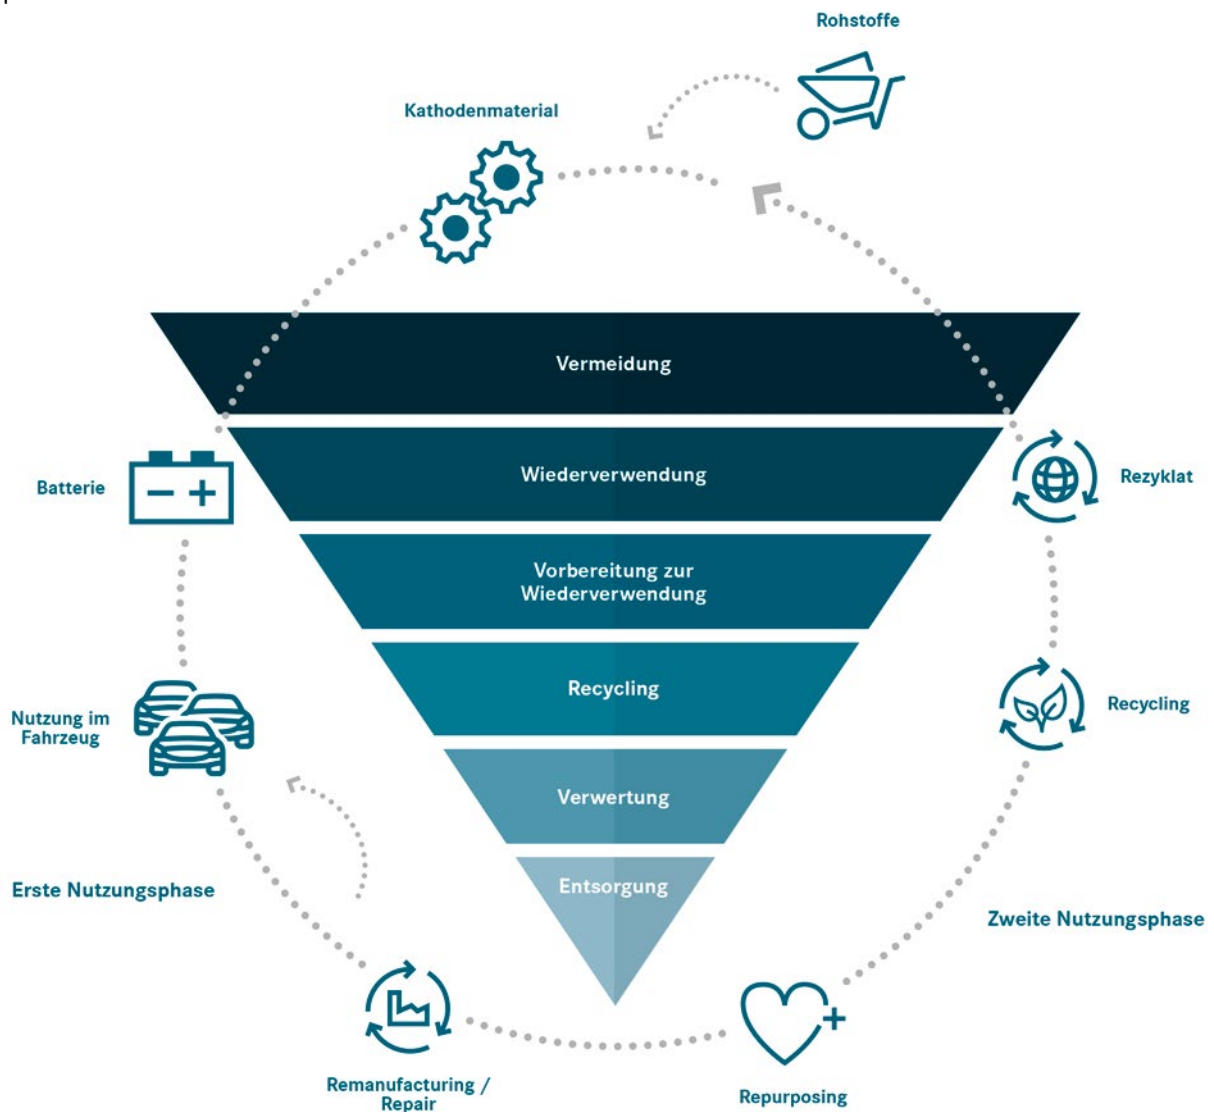 Rohstoffe
Kathodenmaterial
Vermeidung
Wiederverwendung
Batterie
Rezyklat
Vorbereitung zur
Wiederverwendung
Recycling
Nutzung im
Fahrzeug
Recycling
Verwertung
Entsorgung
Erste Nutzungsphase
Zweite Nutzungsphase
Remanufacturing /
Repair
Repurposing